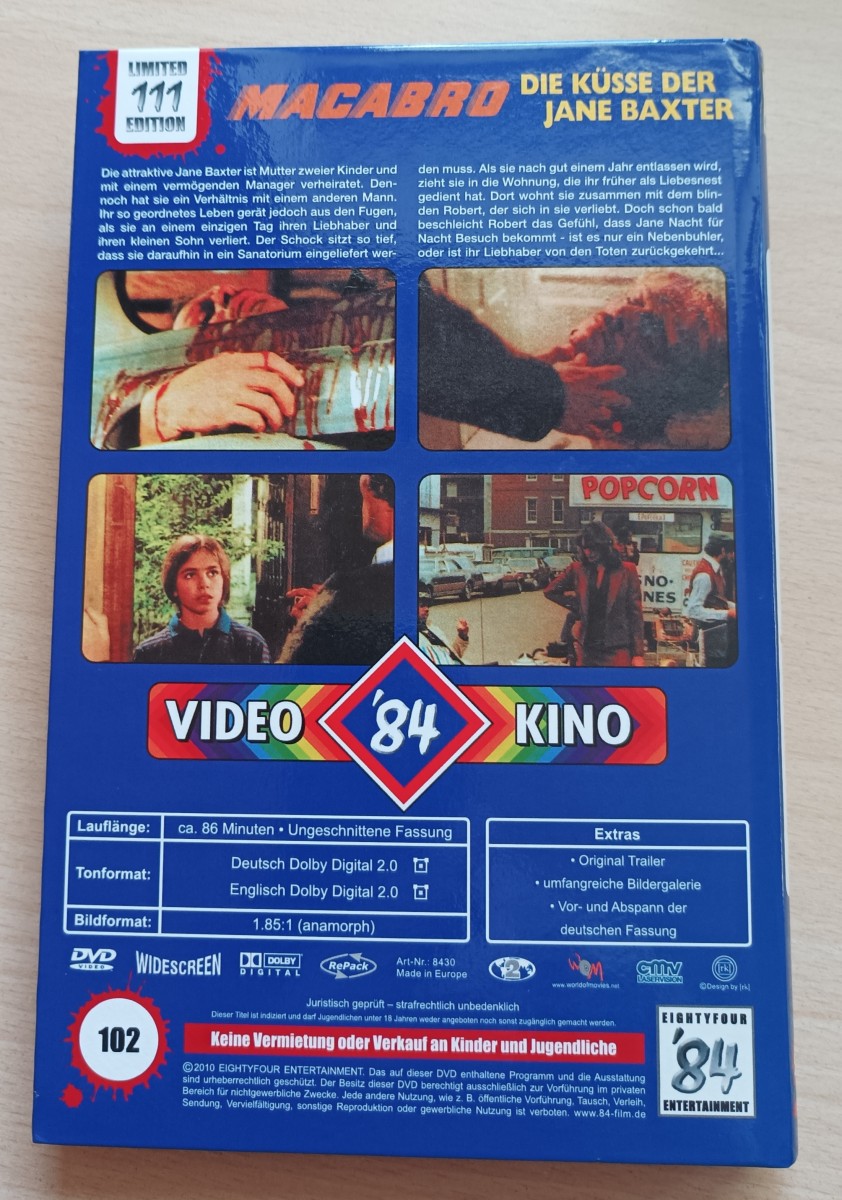 LIMITED
111
EDITION
MACABRO
DIE KÜSSE DER
JANE BAXTER
Die attraktive Jane Baxter ist Mutter zweier Kinder und
mit einem vermögenden Manager verheiratet. Den-
noch hat sie ein Verhältnis mit einem anderen Mann.
Ihr so geordnetes Leben gerät jedoch aus den Fugen,
als sie an einem einzigen Tag ihren Liebhaber und
ihren kleinen Sohn verliert. Der Schock sitzt so tief,
dass sie daraufhin in ein Sanatorium eingeliefert wer-
den muss. Als sie nach gut einem Jahr entlassen wird,
zieht sie in die Wohnung, die ihr früher als Liebesnest
gedient hat. Dort wohnt sie zusammen mit dem blin-
den Robert, der sich in sie verliebt. Doch schon bald
beschleicht Robert das Gefühl, dass Jane Nacht für
Nacht Besuch bekommt - ist es nur ein Nebenbuhler,
oder ist ihr Liebhaber von den Toten zurückgekehrt...
POPCORN
SNO-
NES
VIDEO '84 KINO
Lauflänge: ca. 86 Minuten • Ungeschnittene Fassung
Tonformat:
Deutsch Dolby Digital 2.0
Englisch Dolby Digital 2.0
Bildformat: 1.85:1 (anamorph)
Extras
• Original Trailer
• umfangreiche Bildergalerie
• Vor- und Abspann der
deutschen Fassung
DVD
VIDEO
WIDESCREEN
DOLBY
DIGITAL
RePack
Art-Nr.: 8430
Made in Europe
2
WOM
www.worldofmovies.net
CMV
LASERVISION
[rk]
©Design by [rk]
Juristisch geprüft – strafrechtlich unbedenklich
Dieser Titel ist indiziert und darf Jugendlichen unter 18 Jahren weder angeboten noch sonst zugänglich gemacht werden.
102
Keine Vermietung oder Verkauf an Kinder und Jugendliche
©2010 EIGHTYFOUR ENTERTAINMENT. Das auf dieser DVD enthaltene Programm und die Ausstattung
sind urheberrechtlich geschützt. Der Besitz dieser DVD berechtigt ausschließlich zur Vorführung im privaten
Bereich für nichtgewerbliche Zwecke. Jede andere Nutzung, wie z. B. öffentliche Vorführung, Tausch, Verleih,
Sendung, Vervielfältigung, sonstige Reproduktion oder gewerbliche Nutzung ist verboten. www.84-film.de
EIGHTYFOUR
'84
ENTERTAINMENT